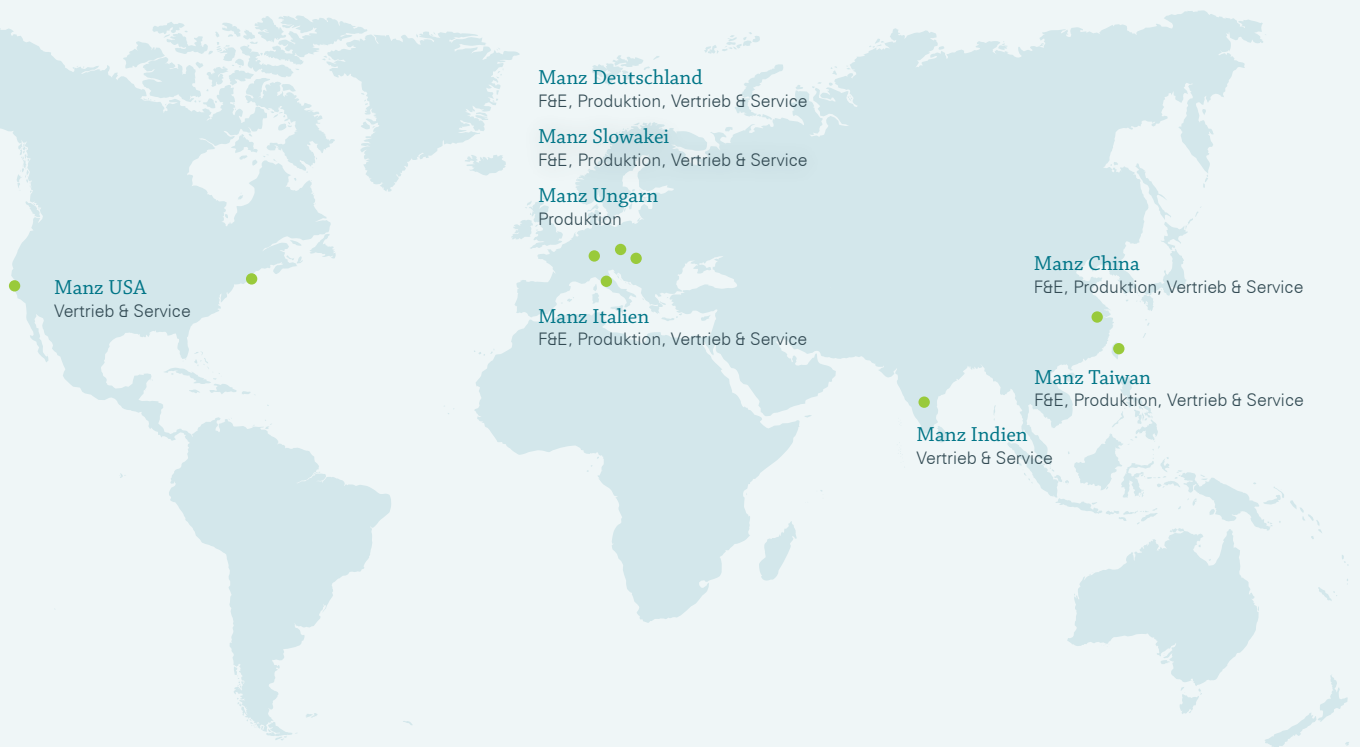 Manz Deutschland
F&E, Produktion, Vertrieb & Service
Manz Slowakei
F&E, Produktion, Vertrieb & Service
Manz Ungarn
Produktion
Manz USA
Vertrieb & Service
Manz Italien
F&E, Produktion, Vertrieb & Service
Manz China
F&E, Produktion, Vertrieb & Service
Manz Taiwan
F&E, Produktion, Vertrieb & Service
Manz Indien
Vertrieb & Service